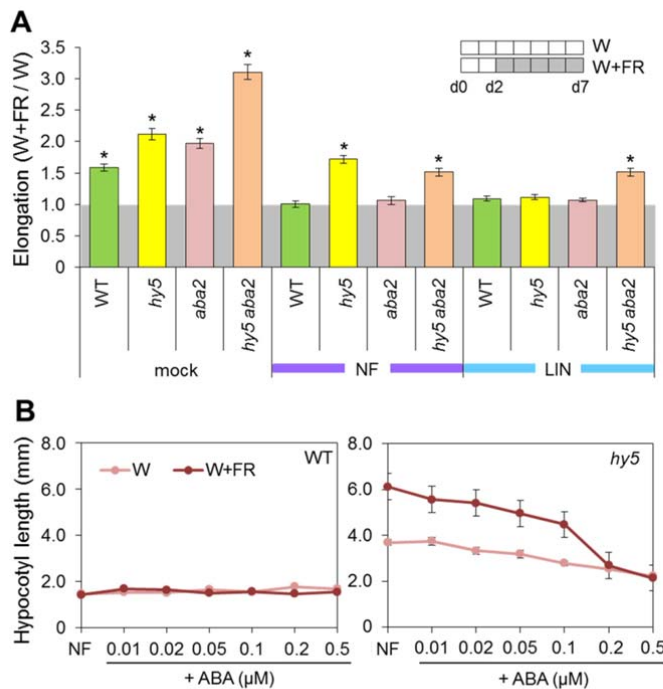 A
Elongation (W+FR / W)
3.5
3.0
2.5
2.0
1.5
1.0
0.5
0
* * * * * * *
W
W+FR
d0 d2 d7
WT hy5 aba2 hy5 aba2 WT hy5 aba2 hy5 aba2 WT hy5 aba2 hy5 aba2
mock NF LIN
B
Hypocotyl length (mm)
8.0
6.0
4.0
2.0
0
W W+FR
WT
NF 0.01 0.02 0.05 0.1 0.2 0.5
+ ABA (µM)
8.0
6.0
4.0
2.0
0
hy5
NF 0.01 0.02 0.05 0.1 0.2 0.5
+ ABA (µM)